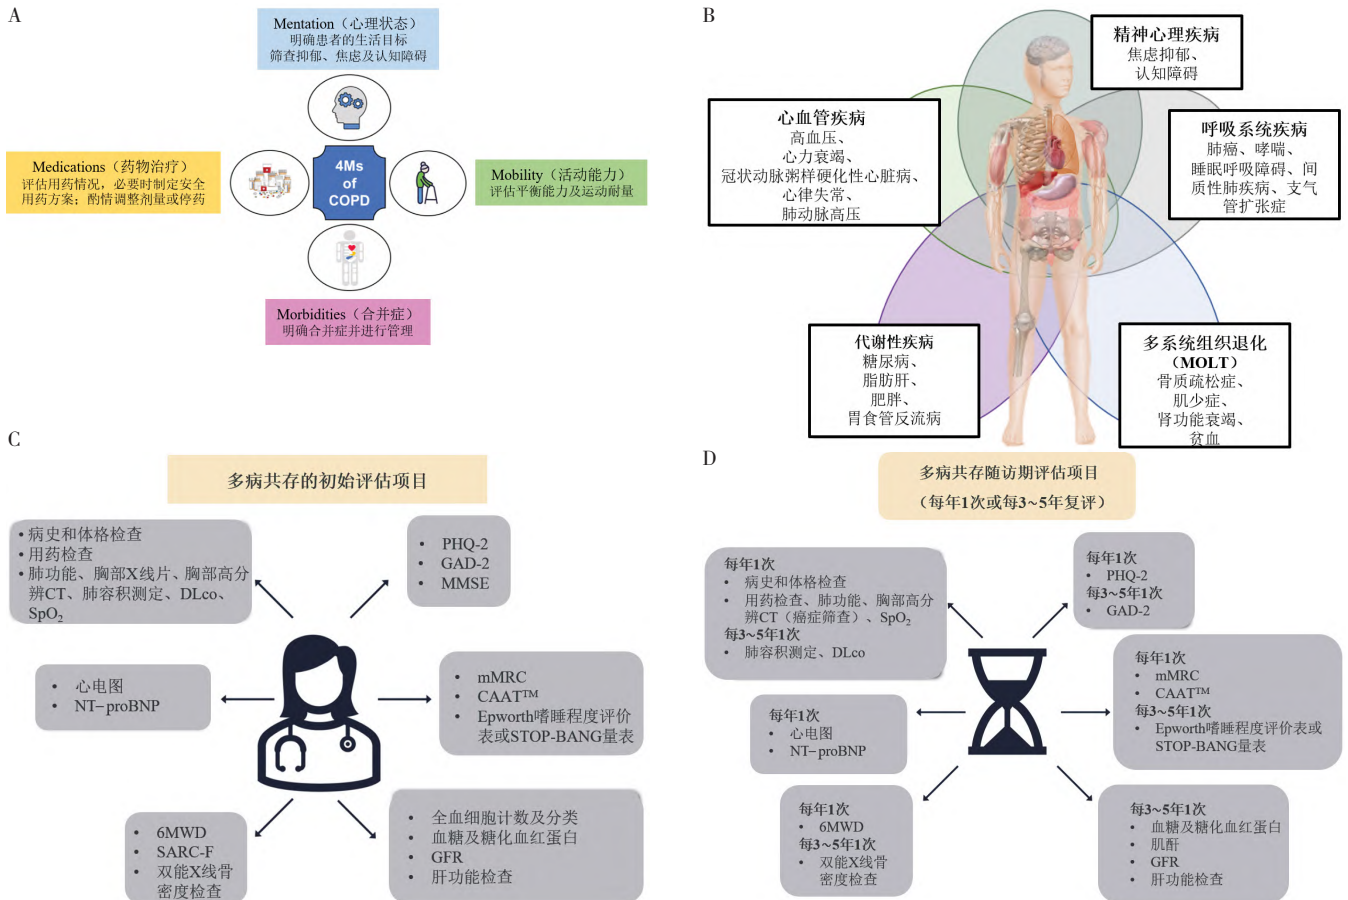 A
Mentation（心理状态）
明确患者的生活目标
筛查抑郁、焦虑及认知障碍
Medications（药物治疗）
评估用药情况，必要时制定安全
用药方案；酌情调整剂量或停药
4Ms
of
COPD
Mobility（活动能力）
评估平衡能力及运动耐量
Morbidities（合并症）
明确合并症并进行管理
B
精神心理疾病
焦虑抑郁、
认知障碍
心血管疾病
高血压、
心力衰竭、
冠状动脉粥样硬化性心脏病、
心律失常、
肺动脉高压
呼吸系统疾病
肺癌、哮喘、
睡眠呼吸障碍、间
质性肺疾病、支气
管扩张症
代谢性疾病
糖尿病、
脂肪肝、
肥胖、
胃食管反流病
多系统组织退化
（MOLT）
骨质疏松症、
肌少症、
肾功能衰竭、
贫血
C
多病共存的初始评估项目
• 病史和体格检查
• 用药检查
• 肺功能、胸部X线片、胸部高分
辨CT、肺容积测定、DLco、
SpO₂
• PHQ-2
• GAD-2
• MMSE
• 心电图
• NT-proBNP
• mMRC
• CAAT™
• Epworth嗜睡程度评价
表或STOP-BANG量表
• 6MWD
• SARC-F
• 双能X线骨
密度检查
• 全血细胞计数及分类
• 血糖及糖化血红蛋白
• GFR
• 肝功能检查
D
多病共存随访期评估项目
（每年1次或每3~5年复评）
每年1次
• 病史和体格检查
• 用药检查、肺功能、胸部高分
辨CT（癌症筛查）、SpO₂
每3~5年1次
• 肺容积测定、DLco
每年1次
• PHQ-2
每3~5年1次
• GAD-2
每年1次
• 心电图
• NT-proBNP
每年1次
• mMRC
• CAAT™
每3~5年1次
• Epworth嗜睡程度评价表或
STOP-BANG量表
每年1次
• 6MWD
每3~5年1次
• 双能X线骨
密度检查
每3~5年1次
• 血糖及糖化血红蛋白
• 肌酐
• GFR
• 肝功能检查